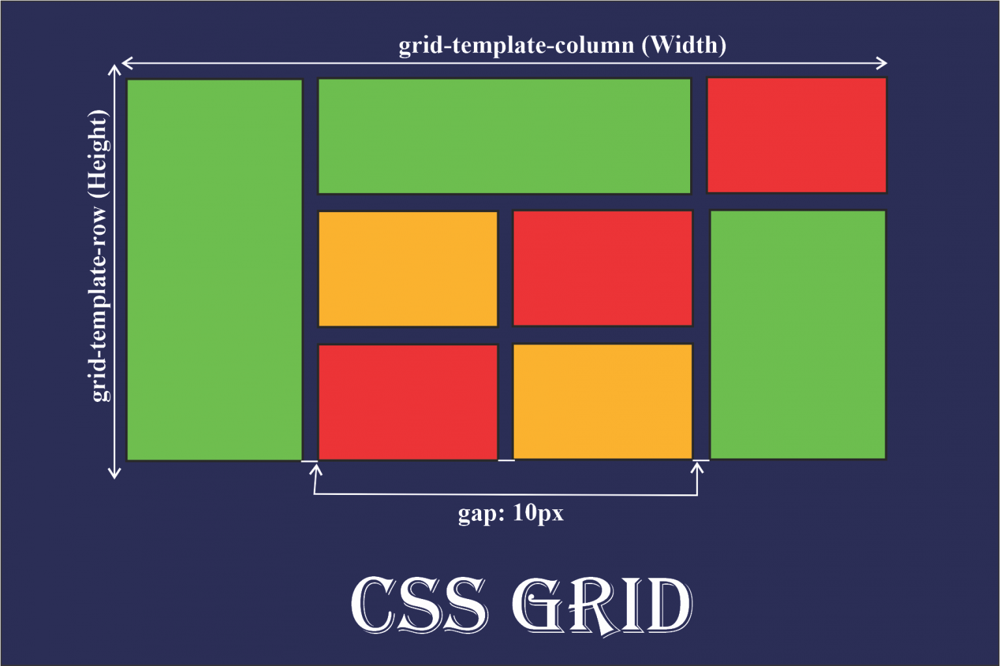 grid-template-column (Width)
grid-template-row (Height)
gap: 10px
CSS GRID